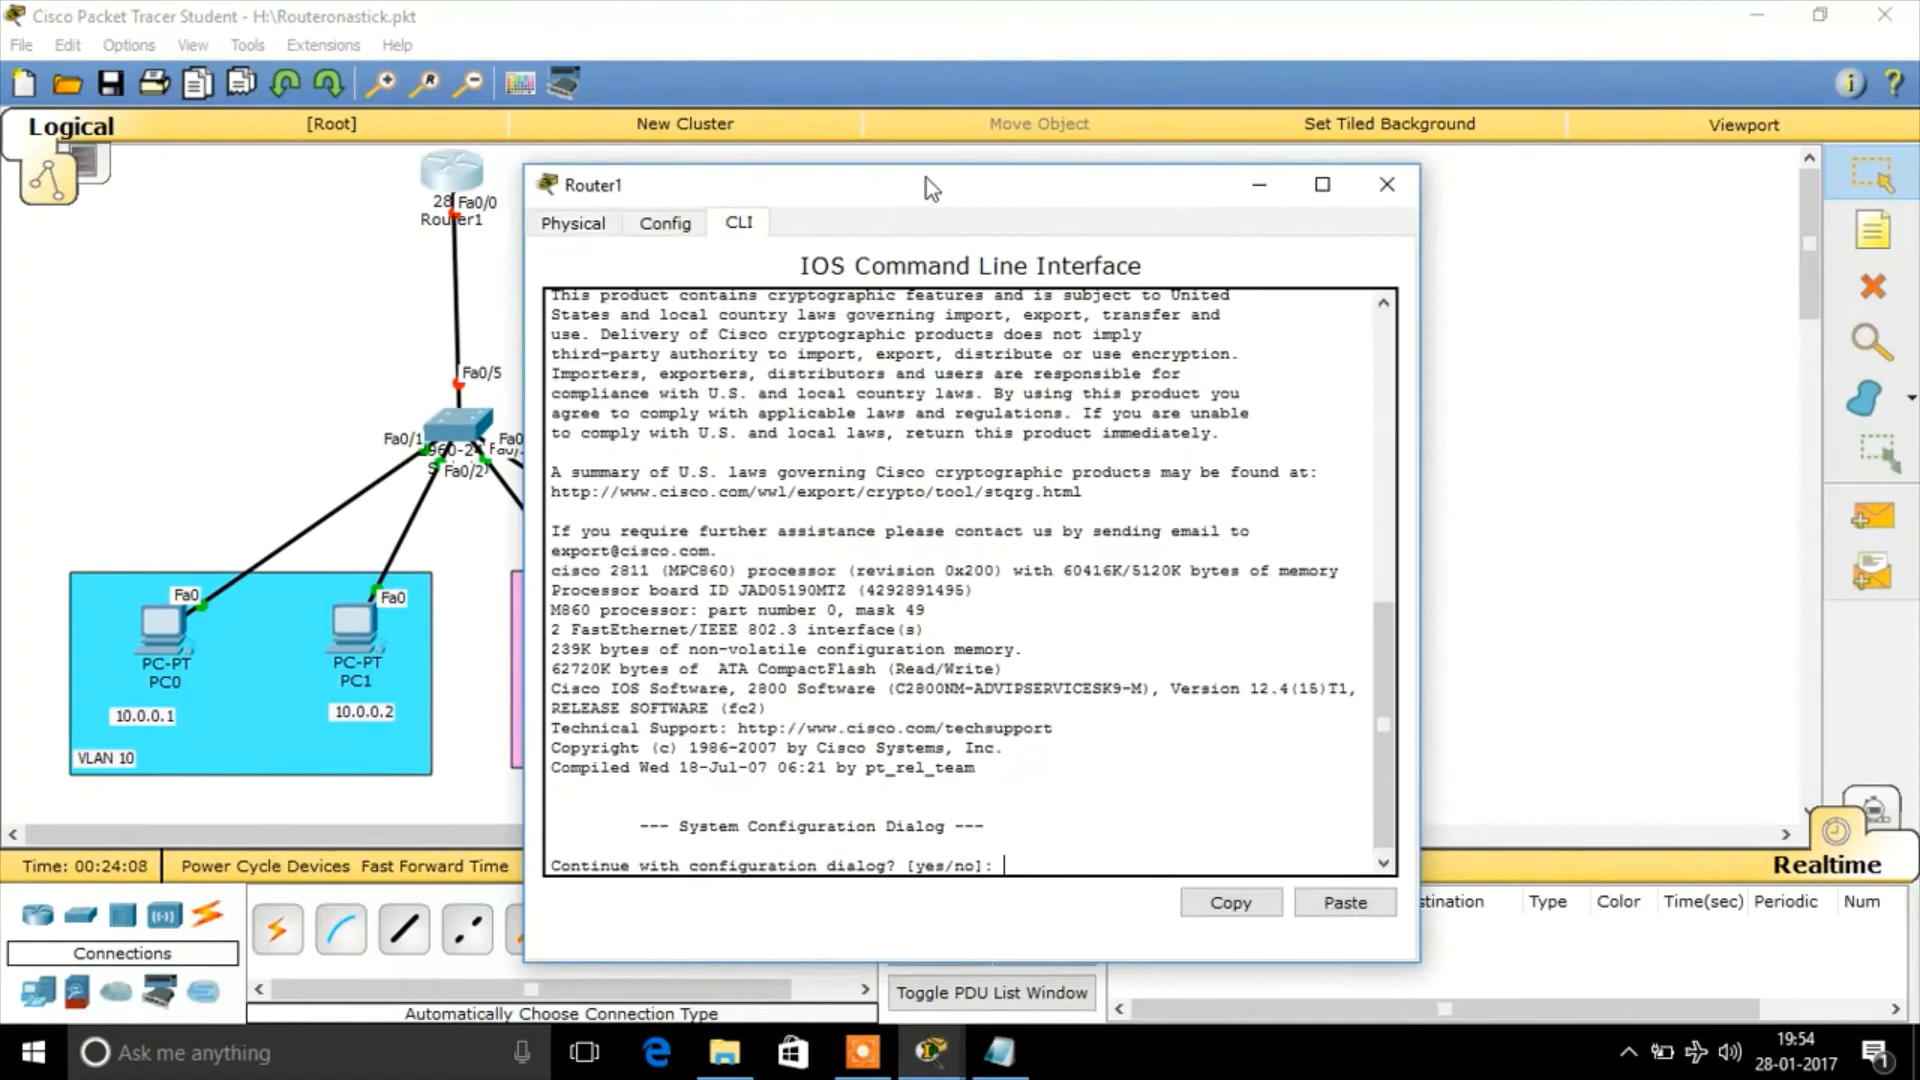 Cisco Packet Tracer Student - H:\Routeronastick.pkt
File Edit Options View Tools Extensions Help
Logical [Root] New Cluster Move Object Set Tiled Background Viewport
Router1
Physical Config CLI
IOS Command Line Interface
This product contains cryptographic features and is subject to United
States and local country laws governing import, export, transfer and
use. Delivery of Cisco cryptographic products does not imply
third-party authority to import, export, distribute or use encryption.
Importers, exporters, distributors and users are responsible for
compliance with U.S. and local country laws. By using this product you
agree to comply with applicable laws and regulations. If you are unable
to comply with U.S. and local laws, return this product immediately.
A summary of U.S. laws governing Cisco cryptographic products may be found at:
http://www.cisco.com/wwl/export/crypto/tool/stqrg.html
If you require further assistance please contact us by sending email to
export@cisco.com.
cisco 2811 (MPC860) processor (revision 0x200) with 60416K/5120K bytes of memory
Processor board ID JAD05190MTZ (4292891495)
M860 processor: part number 0, mask 49
2 FastEthernet/IEEE 802.3 interface(s)
239K bytes of non-volatile configuration memory.
62720K bytes of ATA CompactFlash (Read/Write)
Cisco IOS Software, 2800 Software (C2800NM-ADVIPSERVICESK9-M), Version 12.4(15)T1,
RELEASE SOFTWARE (fc2)
Technical Support: http://www.cisco.com/techsupport
Copyright (c) 1986-2007 by Cisco Systems, Inc.
Compiled Wed 18-Jul-07 06:21 by pt_rel_team
--- System Configuration Dialog ---
Continue with configuration dialog? [yes/no]:
Copy Paste
28 Fa0/0
Router1
Fa0/5
Fa0/1 Fa0
960-24 Fa0/
S Fa0/2
Fa0 Fa0
PC-PT
PC0
10.0.0.1
PC-PT
PC1
10.0.0.2
VLAN 10
Time: 00:24:08 Power Cycle Devices Fast Forward Time
Realtime
stination Type Color Time(sec) Periodic Num
Connections
Toggle PDU List Window
Automatically Choose Connection Type
Ask me anything
19:54
28-01-2017
1